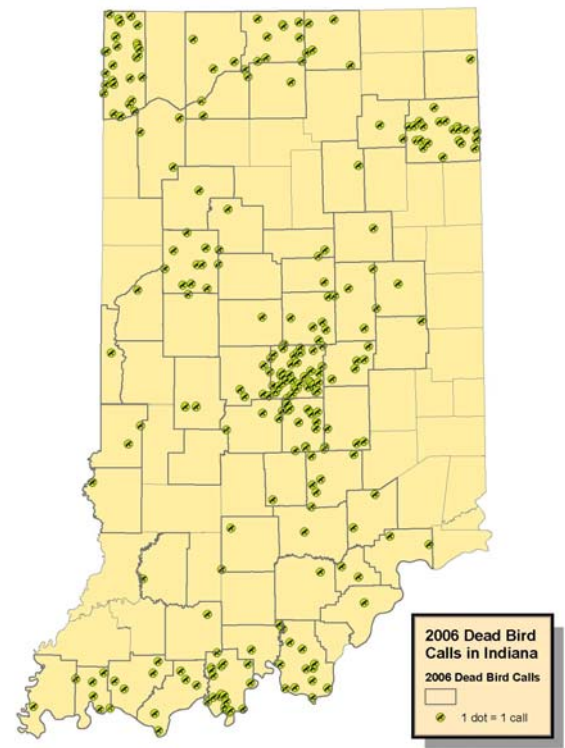 2006 Dead Bird
Calls in Indiana
2006 Dead Bird Calls
1 dot = 1 call